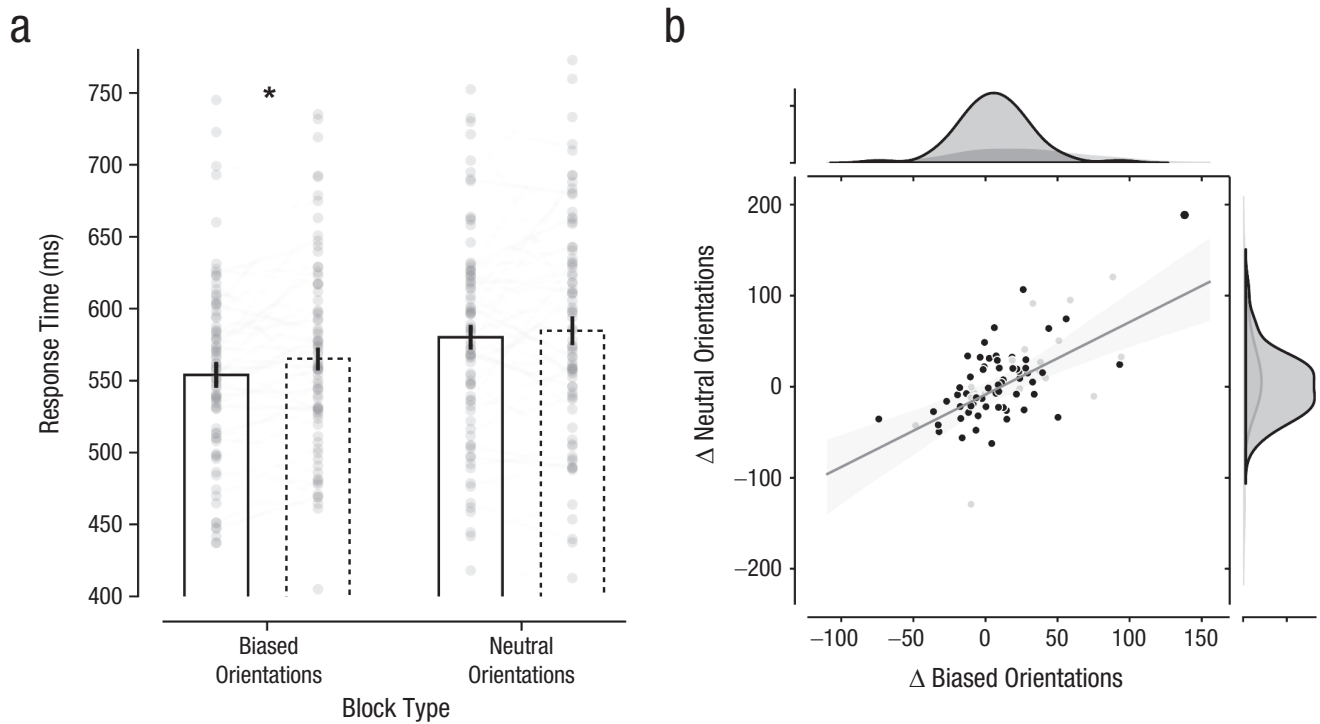 a
Response Time (ms)
750
700
650
600
550
500
450
400
*
Biased
Orientations
Neutral
Orientations
Block Type
b
Δ Neutral Orientations
200
100
0
−100
−200
−100
−50
0
50
100
150
Δ Biased Orientations